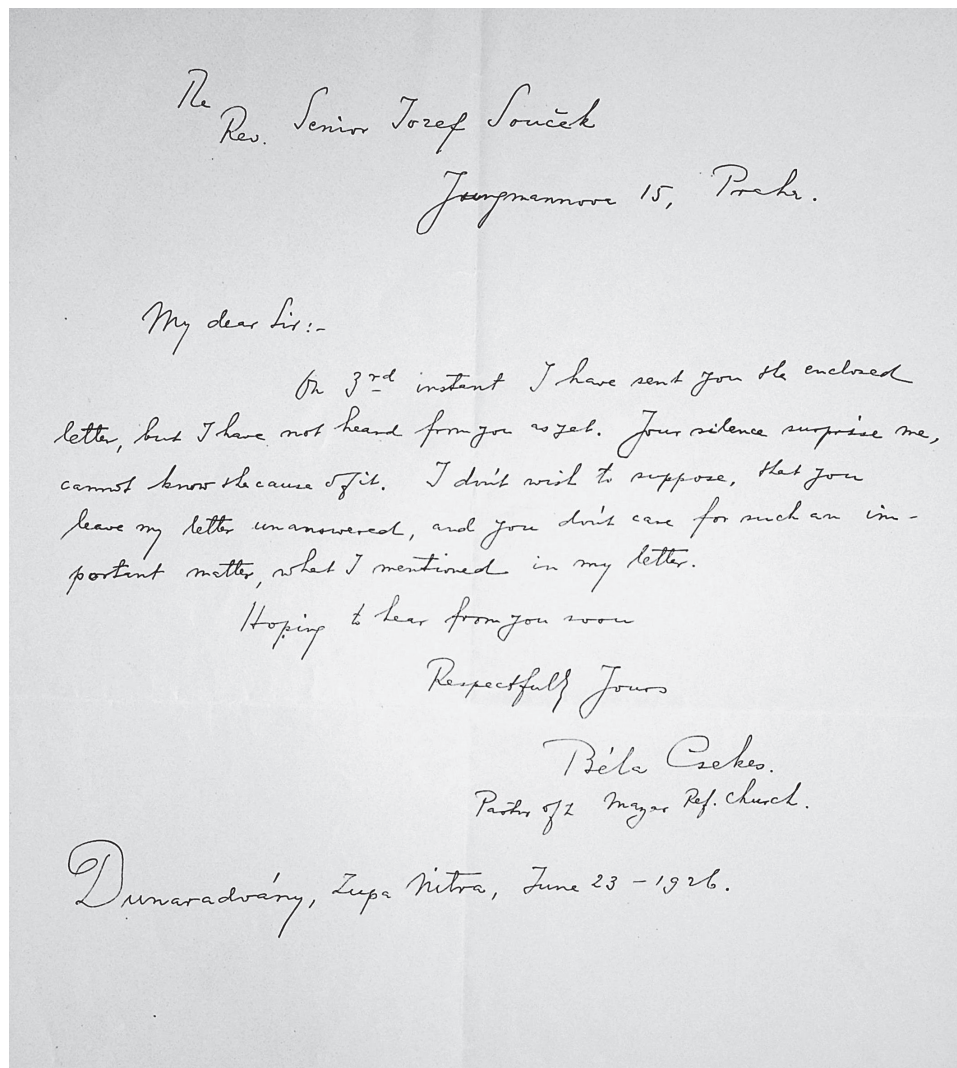 The
Rev. Senior Jozef Souček
Jungmannova 15, Praha.
My dear Sir:-
On 3rd instant I have sent you the enclosed
letter, but I have not heard from you as yet. Your silence surprise me,
cannot know the cause of it. I don't wish to suppose, that you
leave my letter unanswered, and you don't care for such an im-
portant matter, what I mentioned in my letter.
Hoping to hear from you soon
Respectfully Yours
Béla Csekes.
Pastor of Magyar Ref. Church.
Dunaradvány, Zupa Nitra, June 23 - 1926.